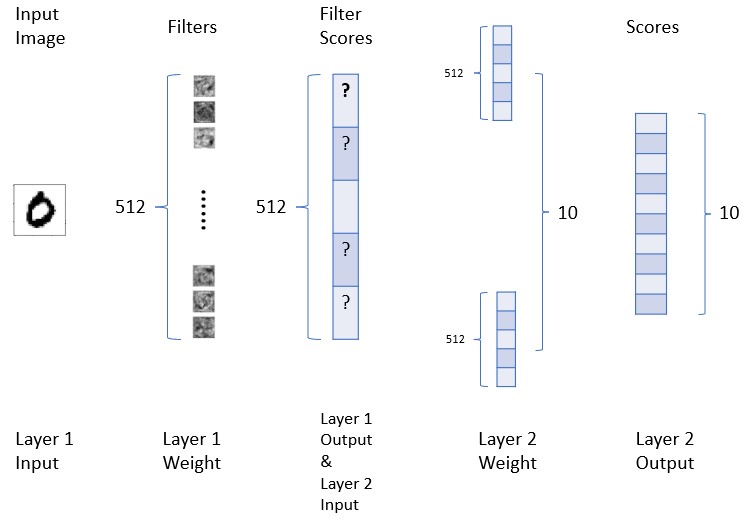 Input
Image
Filters
Filter
Scores
Scores
512
?
?
?
?
512
512
512
512
10
10
Layer 1
Input
Layer 1
Weight
Layer 1
Output
&
Layer 2
Input
Layer 2
Weight
Layer 2
Output